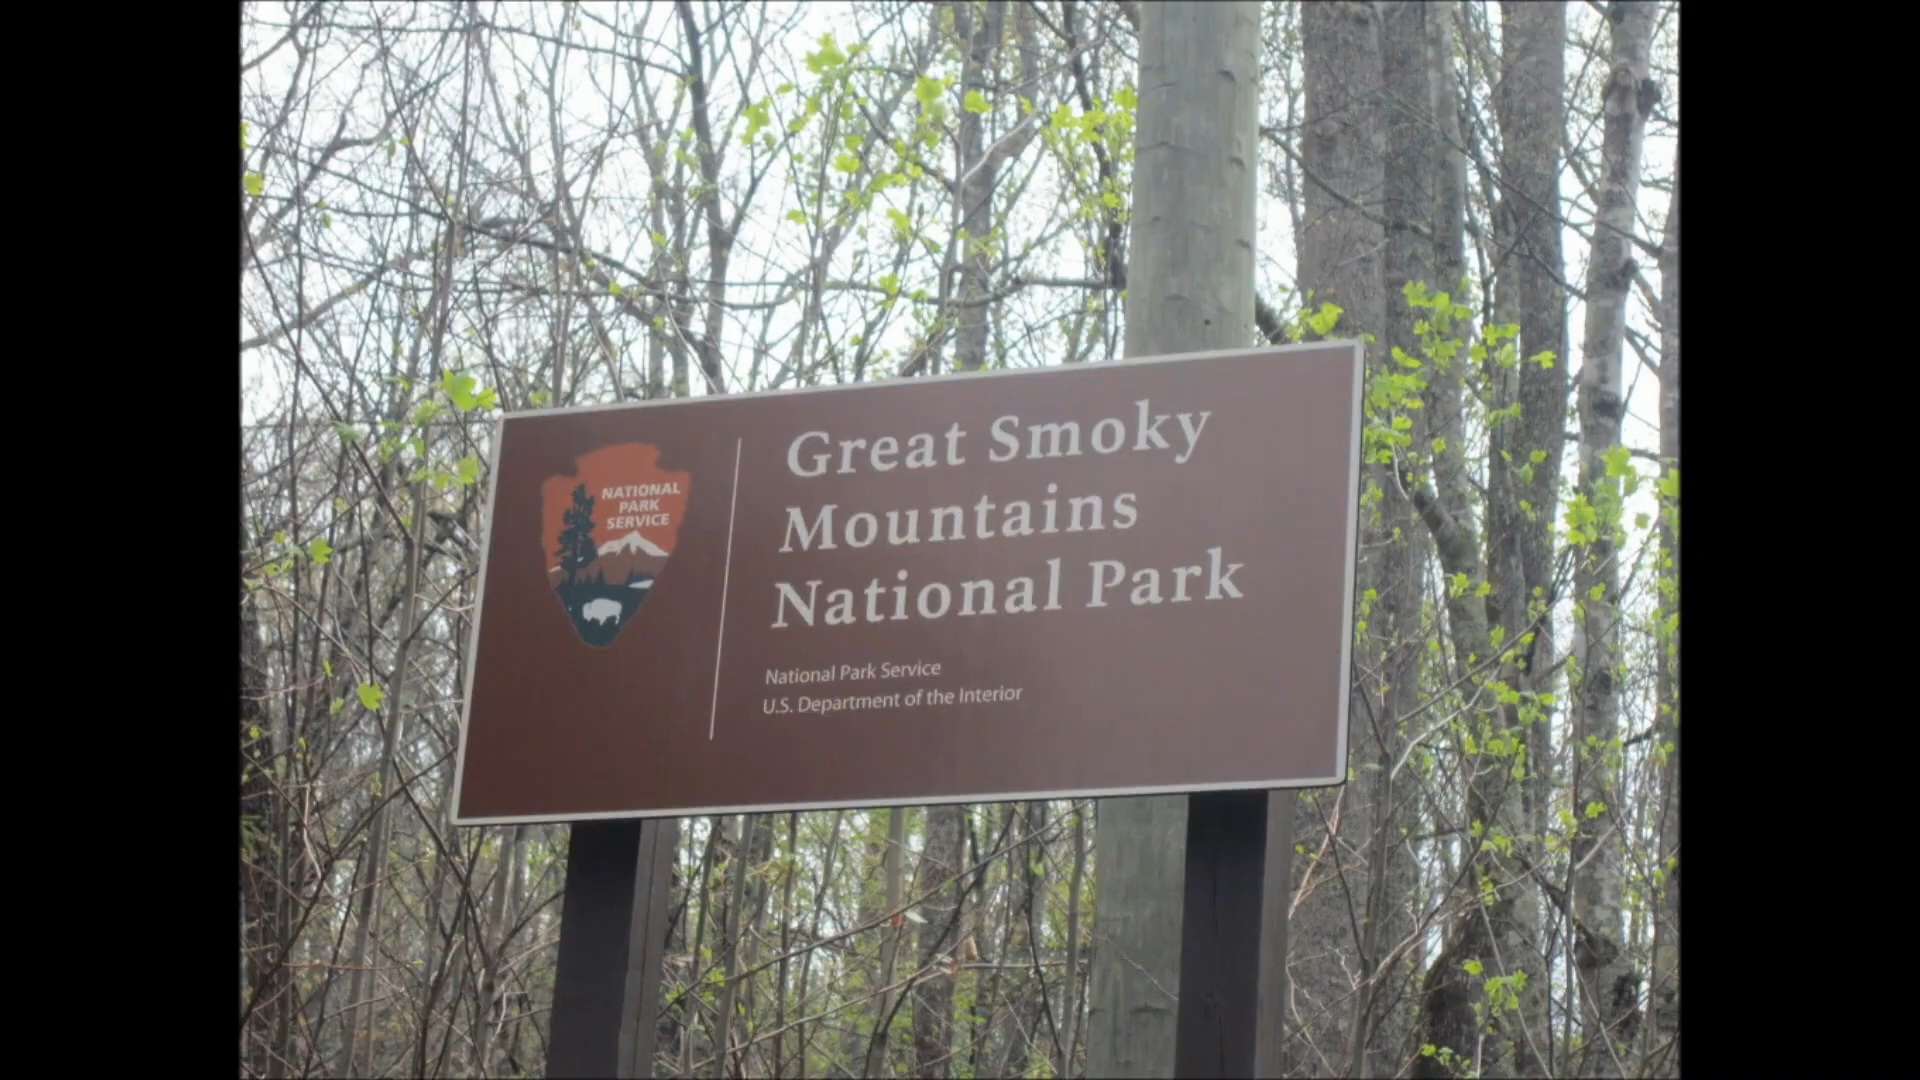 NATIONAL
PARK
SERVICE
Great Smoky
Mountains
National Park
National Park Service
U.S. Department of the Interior